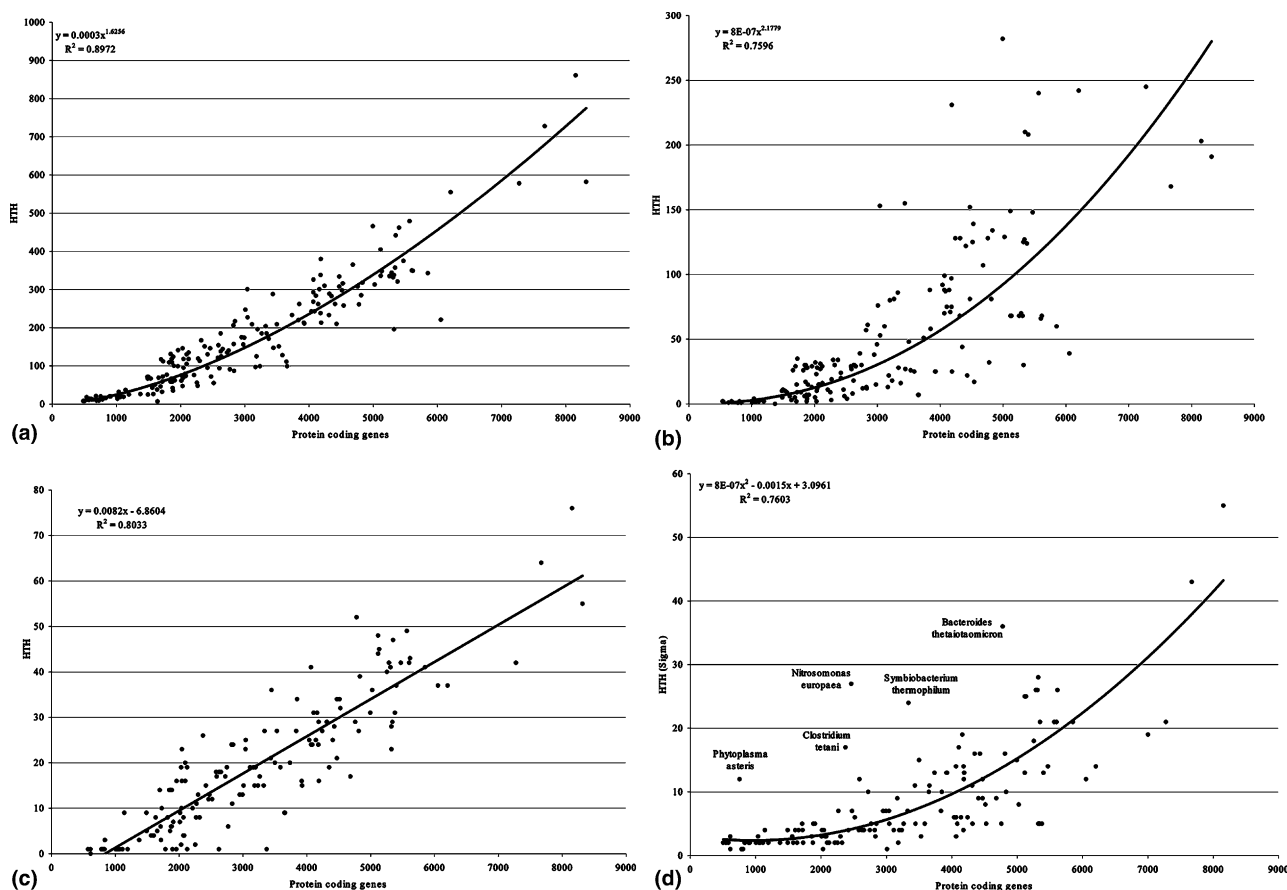 y = 0.0003x^1.6256
R² = 0.8972
1000
900
800
700
600
500
400
300
200
100
0
HTH
0 1000 2000 3000 4000 5000 6000 7000 8000 9000
Protein coding genes
(a)
y = 8E-07x^2.1779
R² = 0.7596
300
250
200
150
100
50
0
HTH
0 1000 2000 3000 4000 5000 6000 7000 8000 9000
Protein coding genes
(b)
y = 0.0082x - 6.8604
R² = 0.8033
80
70
60
50
40
30
20
10
0
HTH
0 1000 2000 3000 4000 5000 6000 7000 8000 9000
Protein coding genes
(c)
y = 8E-07x² - 0.0015x + 3.0961
R² = 0.7603
60
50
40
30
20
10
0
HTH (Sigma)
Bacteroides
thetaiotaomicron
Nitrosomonas
europaea
Symbiobacterium
thermophilum
Clostridium
tetani
Phytoplasma
asteris
0 1000 2000 3000 4000 5000 6000 7000 8000 9000
Protein coding genes
(d)